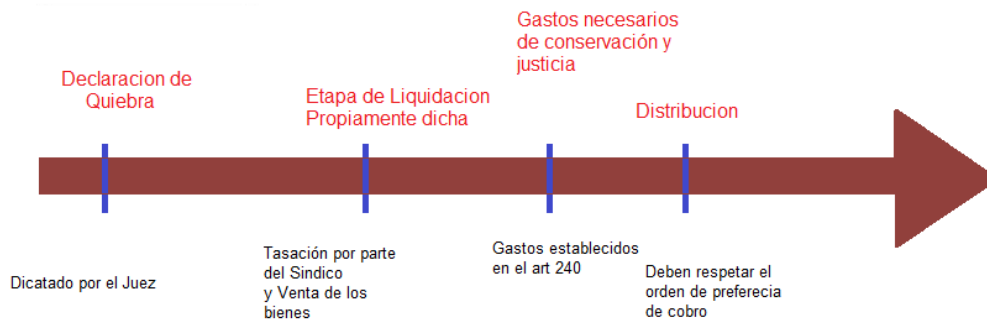 Declaracion de
Quiebra
Dicatado por el Juez
Etapa de Liquidacion
Propiamente dicha
Tasación por parte
del Sindico
y Venta de los
bienes
Gastos necesarios
de conservación y
justicia
Gastos establecidos
en el art 240
Distribucion
Deben respetar el
orden de preferecia
de cobro